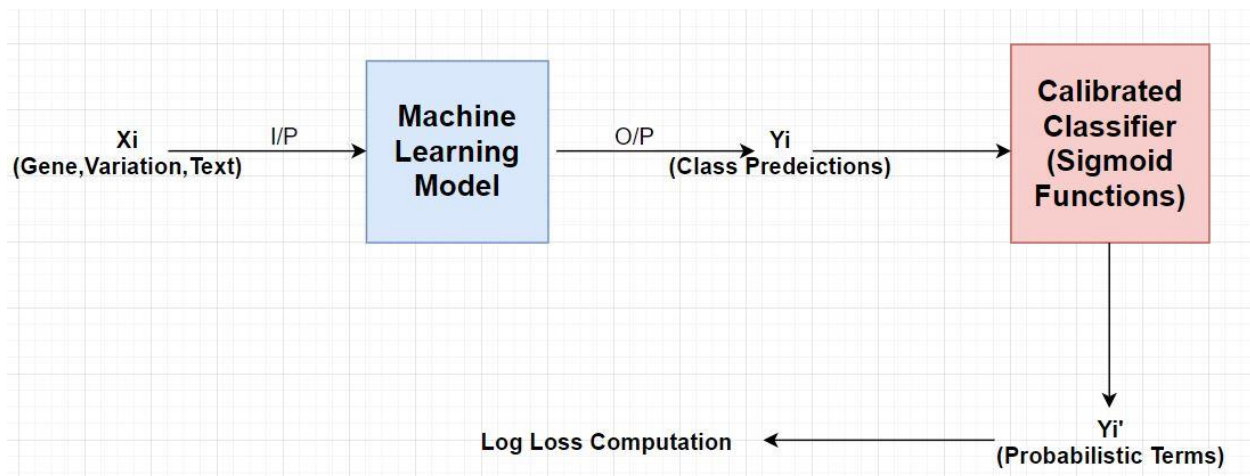 Xi
(Gene,Variation,Text)
I/P
Machine
Learning
Model
O/P
Yi
(Class Predeictions)
Calibrated
Classifier
(Sigmoid
Functions)
Yi'
(Probabilistic Terms)
Log Loss Computation